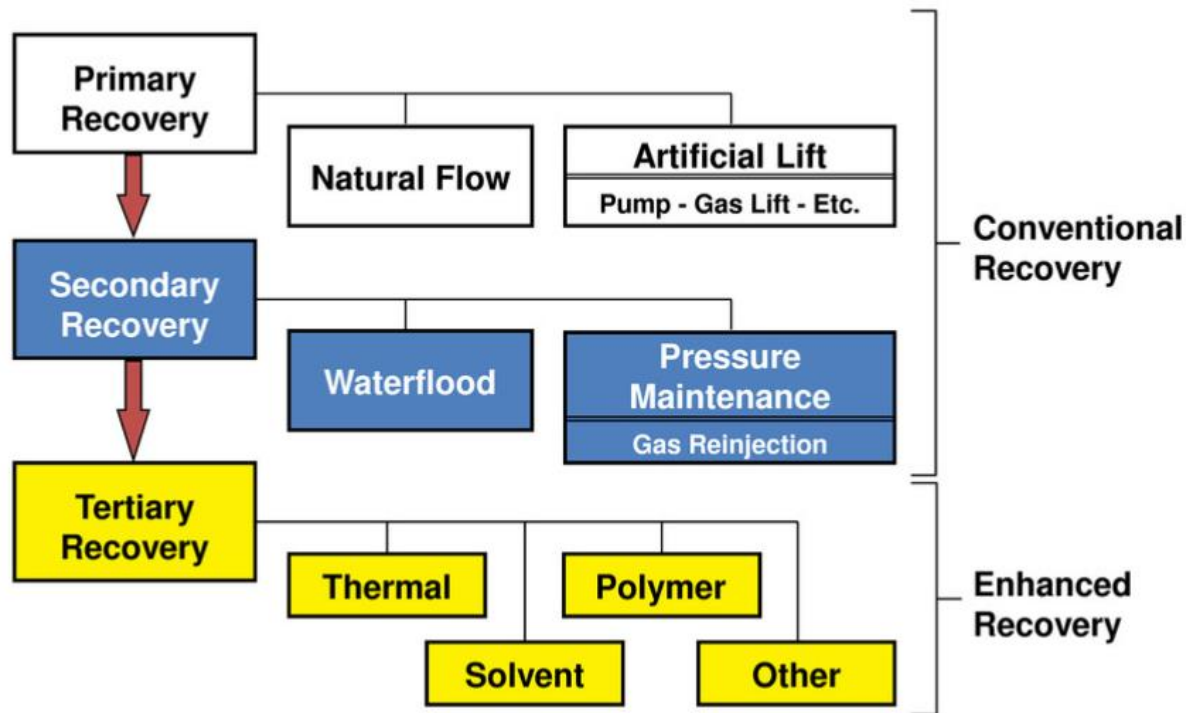 Primary
Recovery
Natural Flow
Artificial Lift
Pump - Gas Lift - Etc.
Conventional
Recovery
Secondary
Recovery
Waterflood
Pressure
Maintenance
Gas Reinjection
Tertiary
Recovery
Thermal
Polymer
Solvent
Other
Enhanced
Recovery